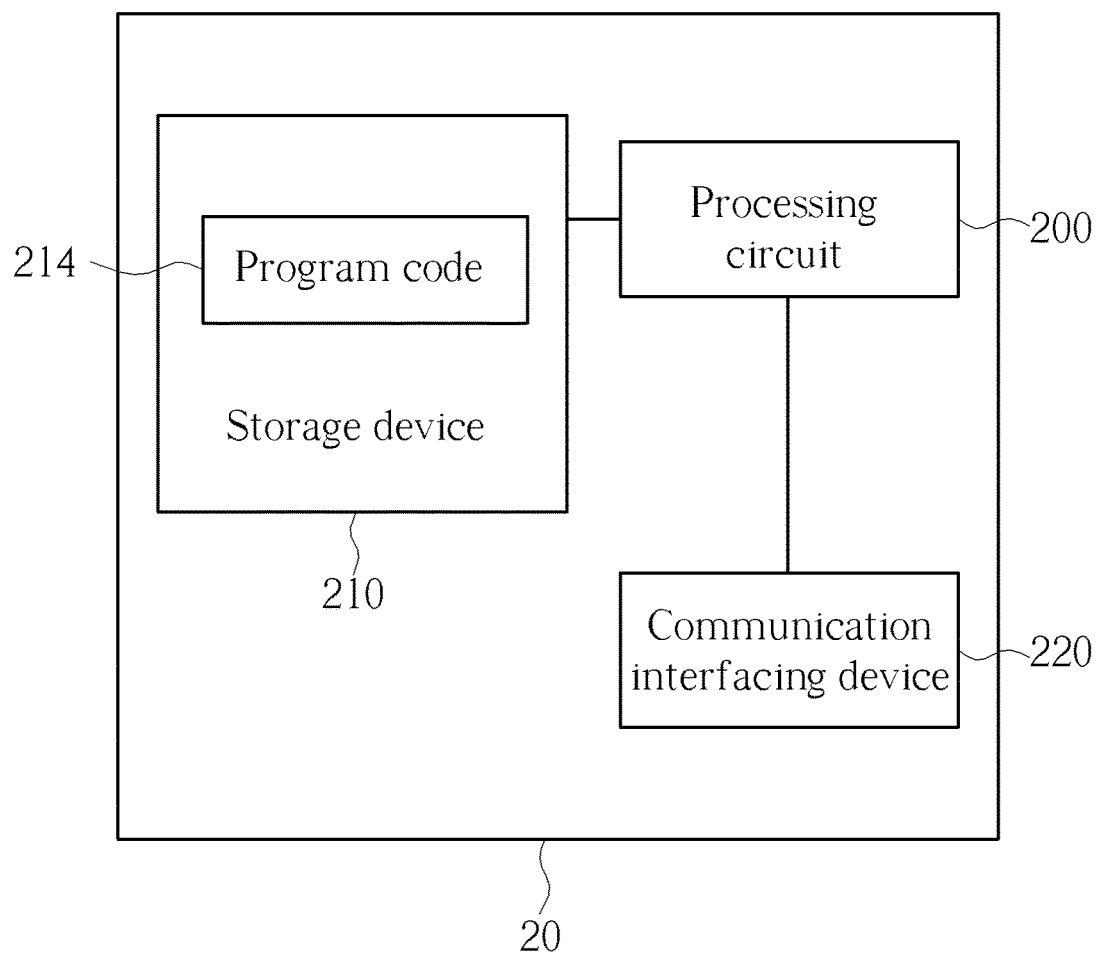 Processing
circuit
200
214
Program code
Storage device
210
Communication
interfacing device
220
20